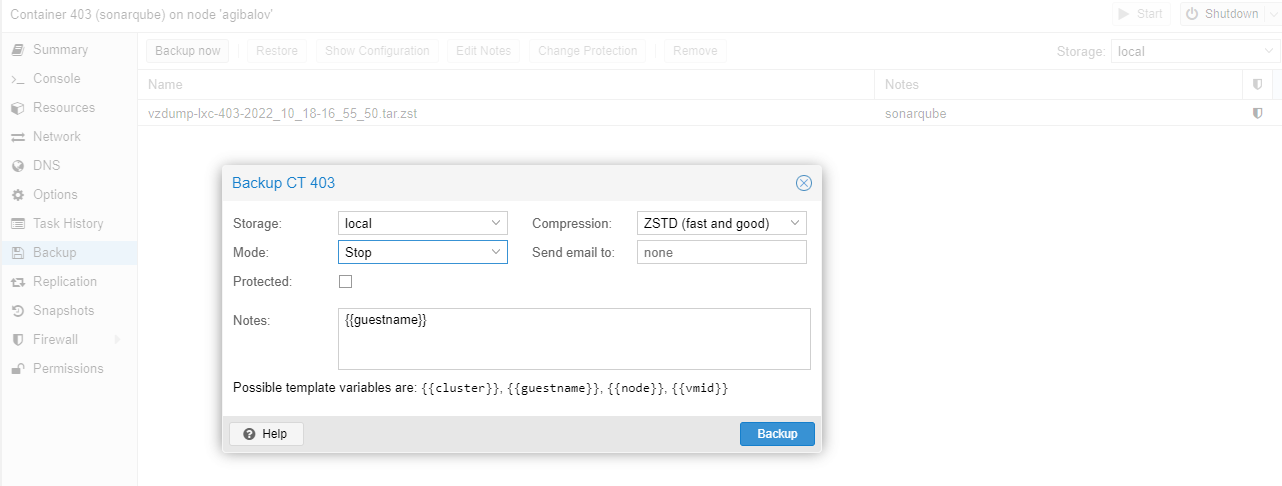 Container 403 (sonarqube) on node 'agibalov' Start Shutdown
Summary
Console
Resources
Network
DNS
Options
Task History
Backup
Replication
Snapshots
Firewall
Permissions
Backup now Restore Show Configuration Edit Notes Change Protection Remove Storage: local
Name Notes
vzdump-lxc-403-2022_10_18-16_55_50.tar.zst sonarqube
Backup CT 403
Storage: local Compression: ZSTD (fast and good)
Mode: Stop Send email to: none
Protected:
Notes: {{guestname}}
Possible template variables are: {{cluster}}, {{guestname}}, {{node}}, {{vmid}}
Help Backup